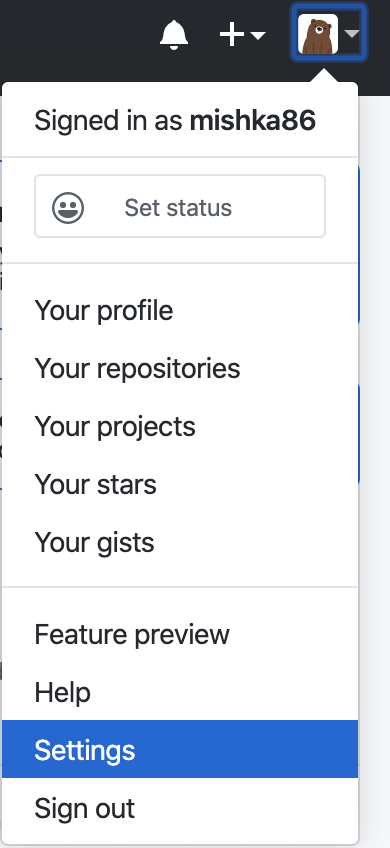 Signed in as mishka86
Set status
Your profile
Your repositories
Your projects
Your stars
Your gists
Feature preview
Help
Settings
Sign out